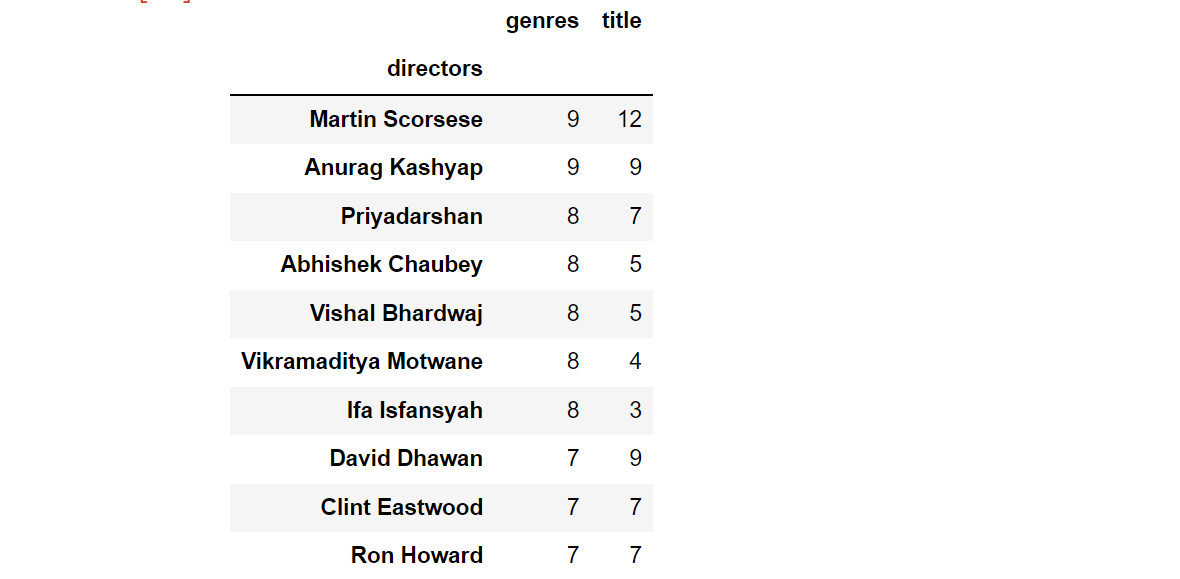 genres title
directors
Martin Scorsese 9 12
Anurag Kashyap 9 9
Priyadarshan 8 7
Abhishek Chaubey 8 5
Vishal Bhardwaj 8 5
Vikramaditya Motwane 8 4
Ifa Isfansyah 8 3
David Dhawan 7 9
Clint Eastwood 7 7
Ron Howard 7 7